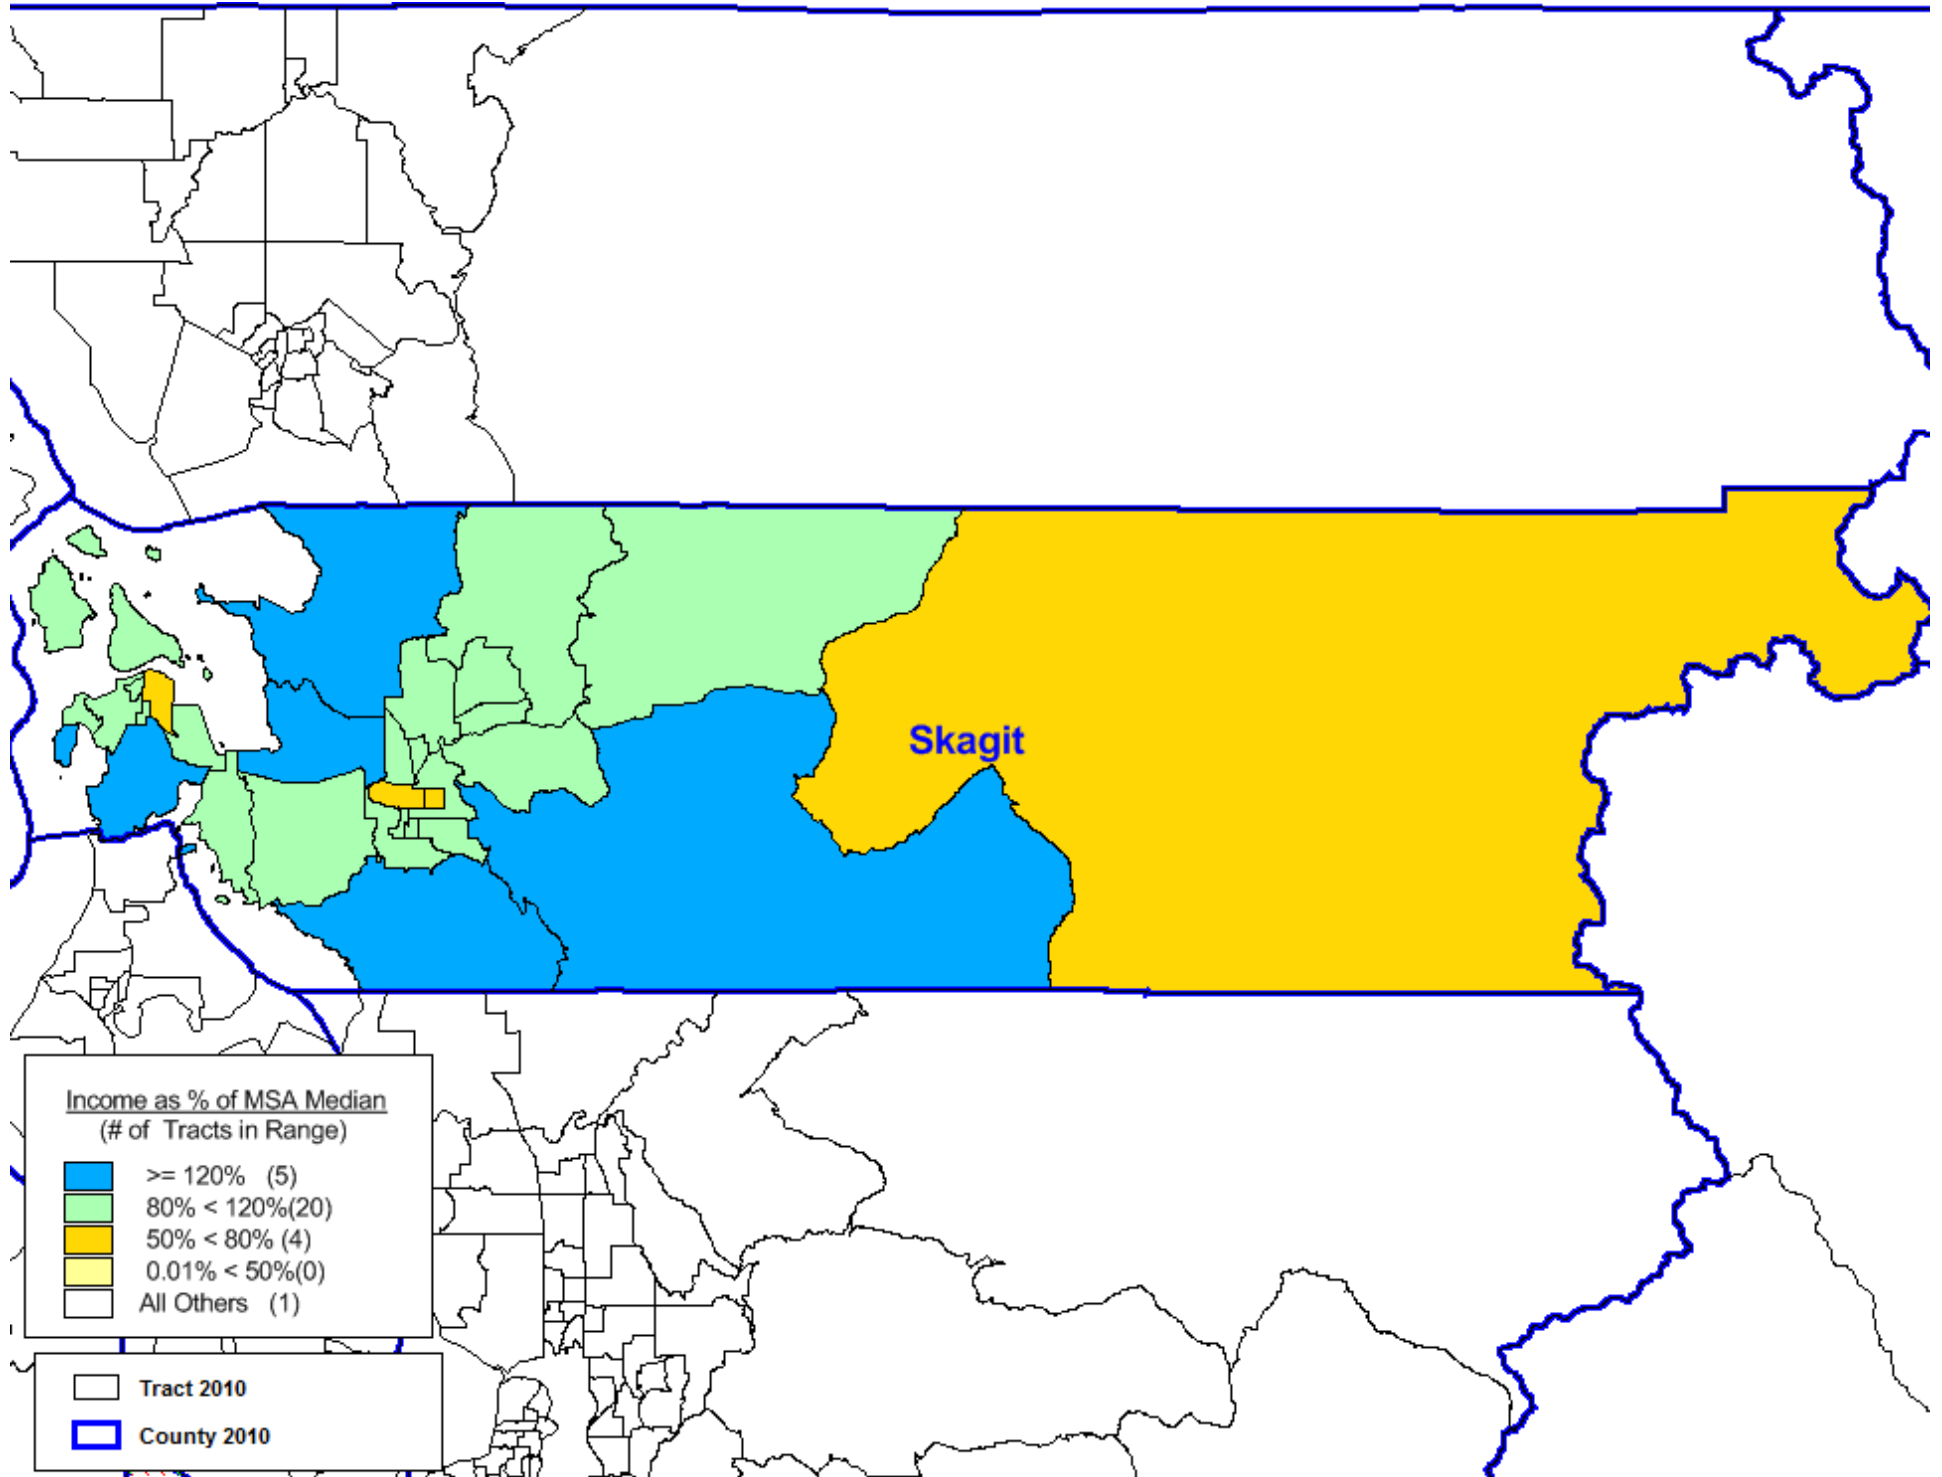 Skagit
Income as % of MSA Median
(# of Tracts in Range)
>= 120% (5)
80% < 120%(20)
50% < 80% (4)
0.01% < 50%(0)
All Others (1)
Tract 2010
County 2010